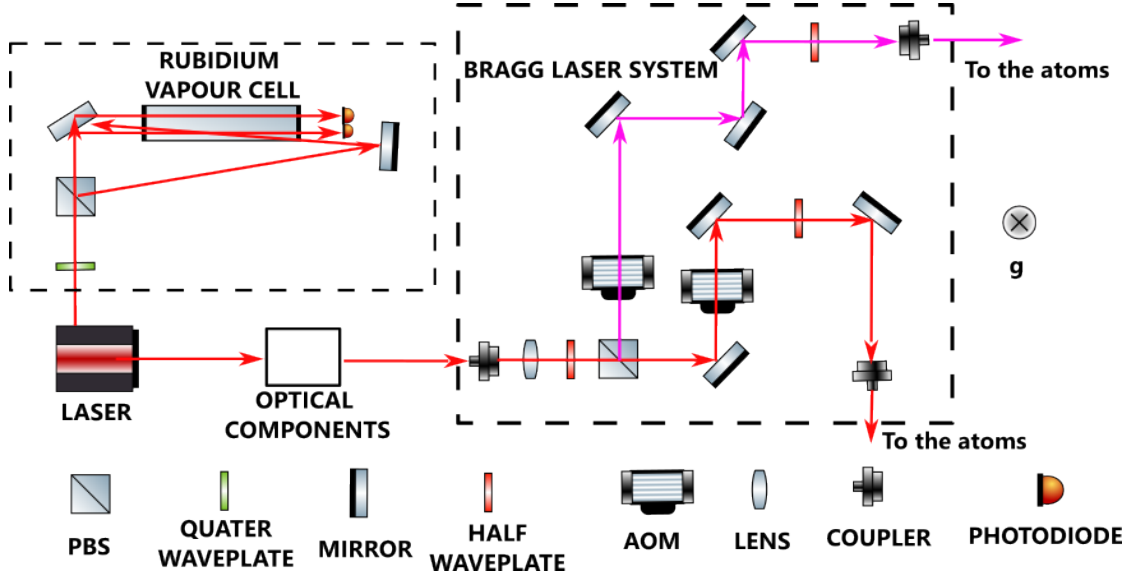 RUBIDIUM
VAPOUR CELL
BRAGG LASER SYSTEM
To the atoms
g
LASER
OPTICAL
COMPONENTS
To the atoms
PBS
QUATER
WAVEPLATE
MIRROR
HALF
WAVEPLATE
AOM
LENS
COUPLER
PHOTODIODE